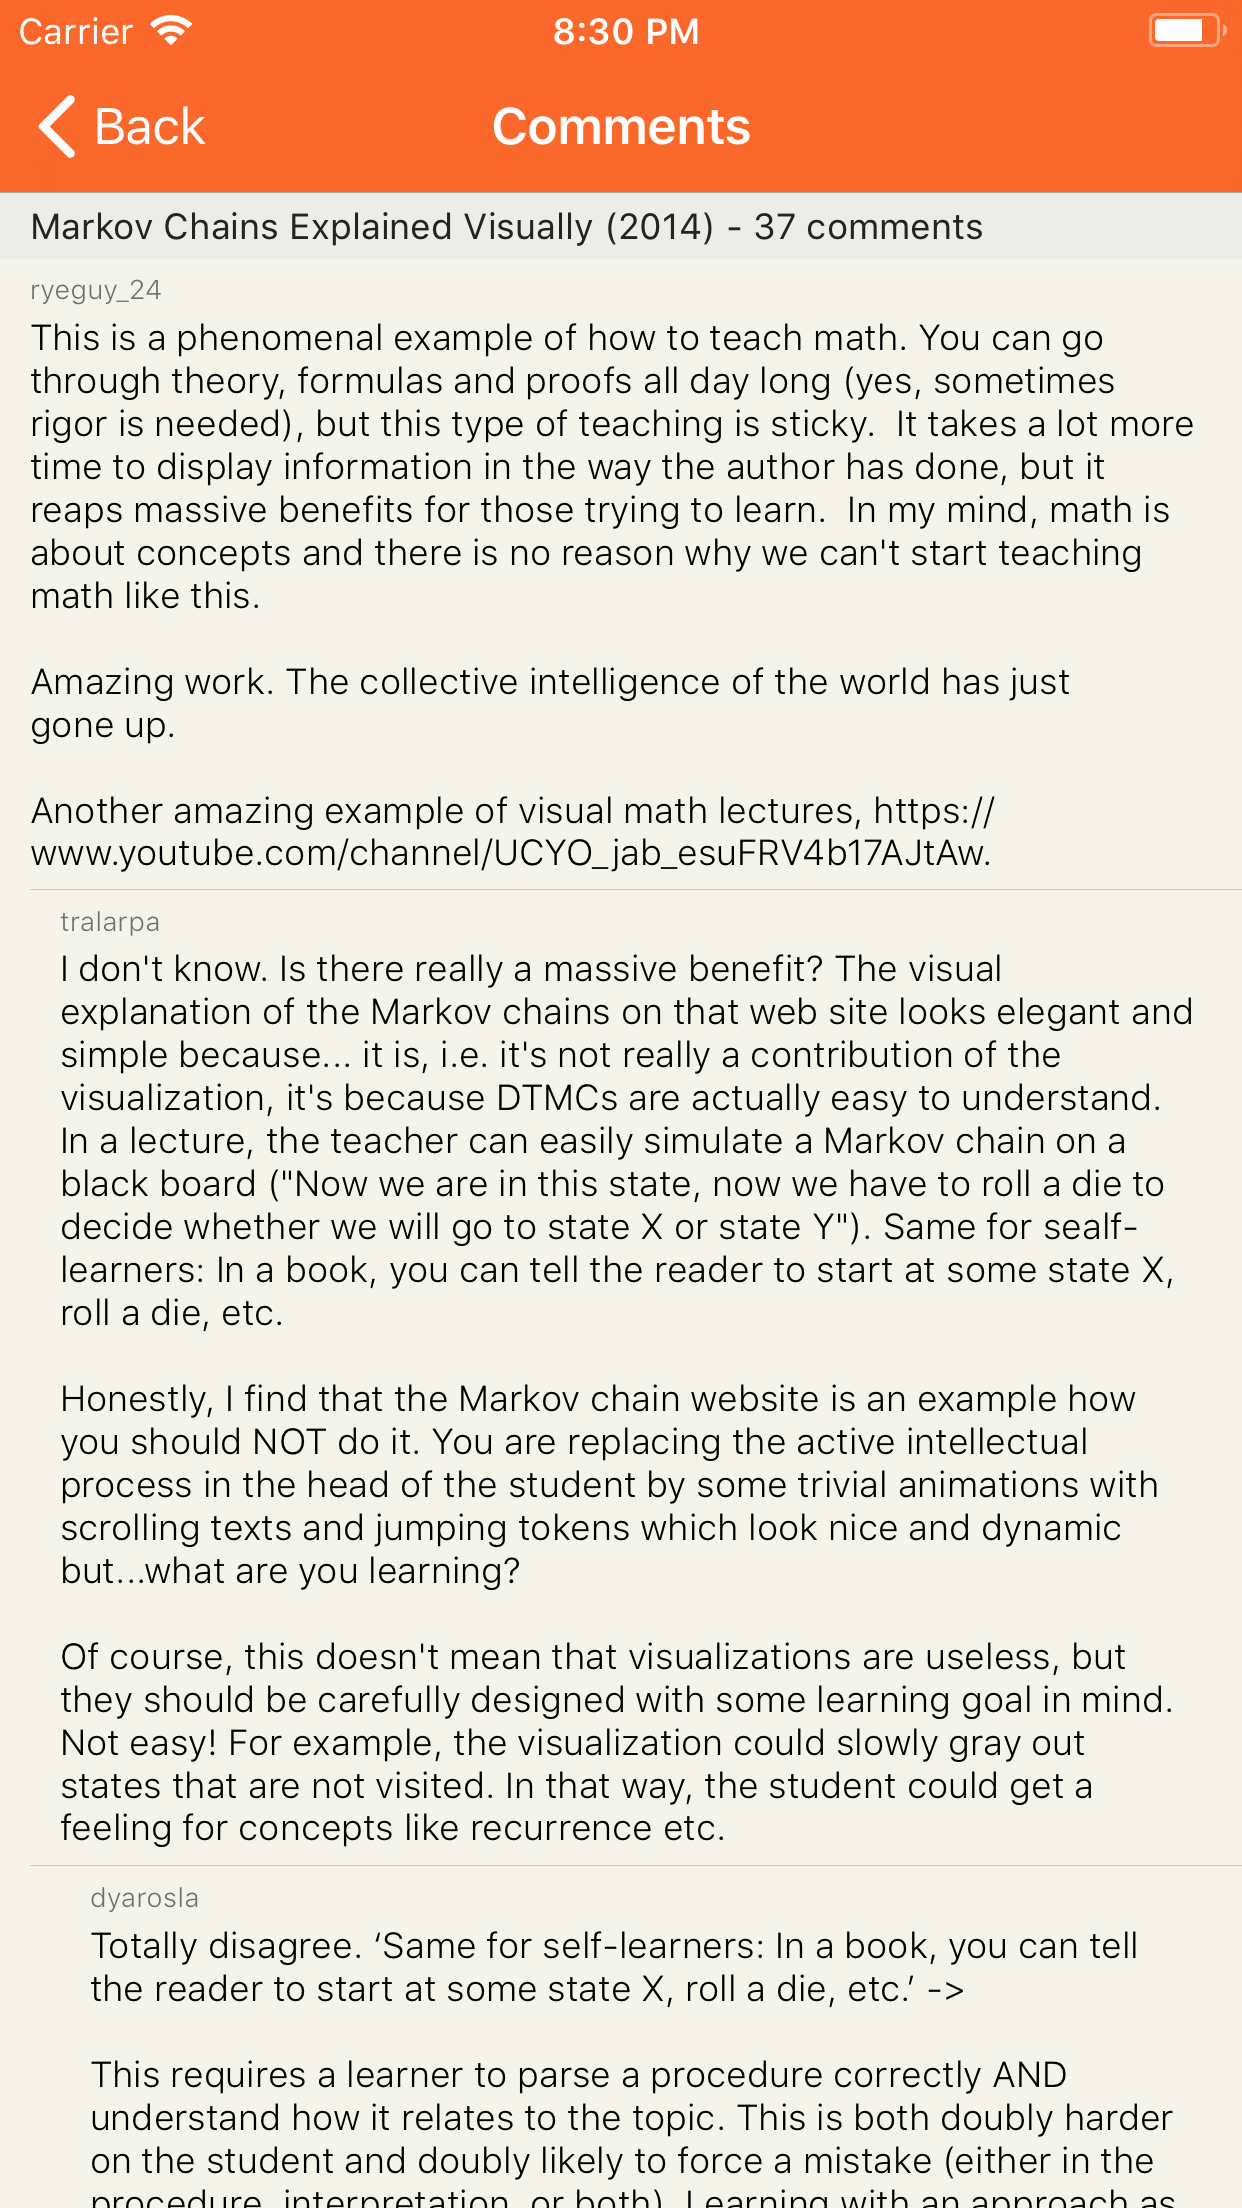 Carrier 8:30 PM
Back Comments
Markov Chains Explained Visually (2014) - 37 comments
ryeguy_24
This is a phenomenal example of how to teach math. You can go
through theory, formulas and proofs all day long (yes, sometimes
rigor is needed), but this type of teaching is sticky.  It takes a lot more
time to display information in the way the author has done, but it
reaps massive benefits for those trying to learn.  In my mind, math is
about concepts and there is no reason why we can't start teaching
math like this.
Amazing work. The collective intelligence of the world has just
gone up.
Another amazing example of visual math lectures, https://
www.youtube.com/channel/UCYO_jab_esuFRV4b17AJtAw.
tralarpa
I don't know. Is there really a massive benefit? The visual
explanation of the Markov chains on that web site looks elegant and
simple because... it is, i.e. it's not really a contribution of the
visualization, it's because DTMCs are actually easy to understand.
In a lecture, the teacher can easily simulate a Markov chain on a
black board ("Now we are in this state, now we have to roll a die to
decide whether we will go to state X or state Y"). Same for sealf-
learners: In a book, you can tell the reader to start at some state X,
roll a die, etc.
Honestly, I find that the Markov chain website is an example how
you should NOT do it. You are replacing the active intellectual
process in the head of the student by some trivial animations with
scrolling texts and jumping tokens which look nice and dynamic
but...what are you learning?
Of course, this doesn't mean that visualizations are useless, but
they should be carefully designed with some learning goal in mind.
Not easy! For example, the visualization could slowly gray out
states that are not visited. In that way, the student could get a
feeling for concepts like recurrence etc.
dyarosla
Totally disagree. ‘Same for self-learners: In a book, you can tell
the reader to start at some state X, roll a die, etc.’ ->
This requires a learner to parse a procedure correctly AND
understand how it relates to the topic. This is both doubly harder
on the student and doubly likely to force a mistake (either in the
procedure, interpretation, or both). Learning with an approach as